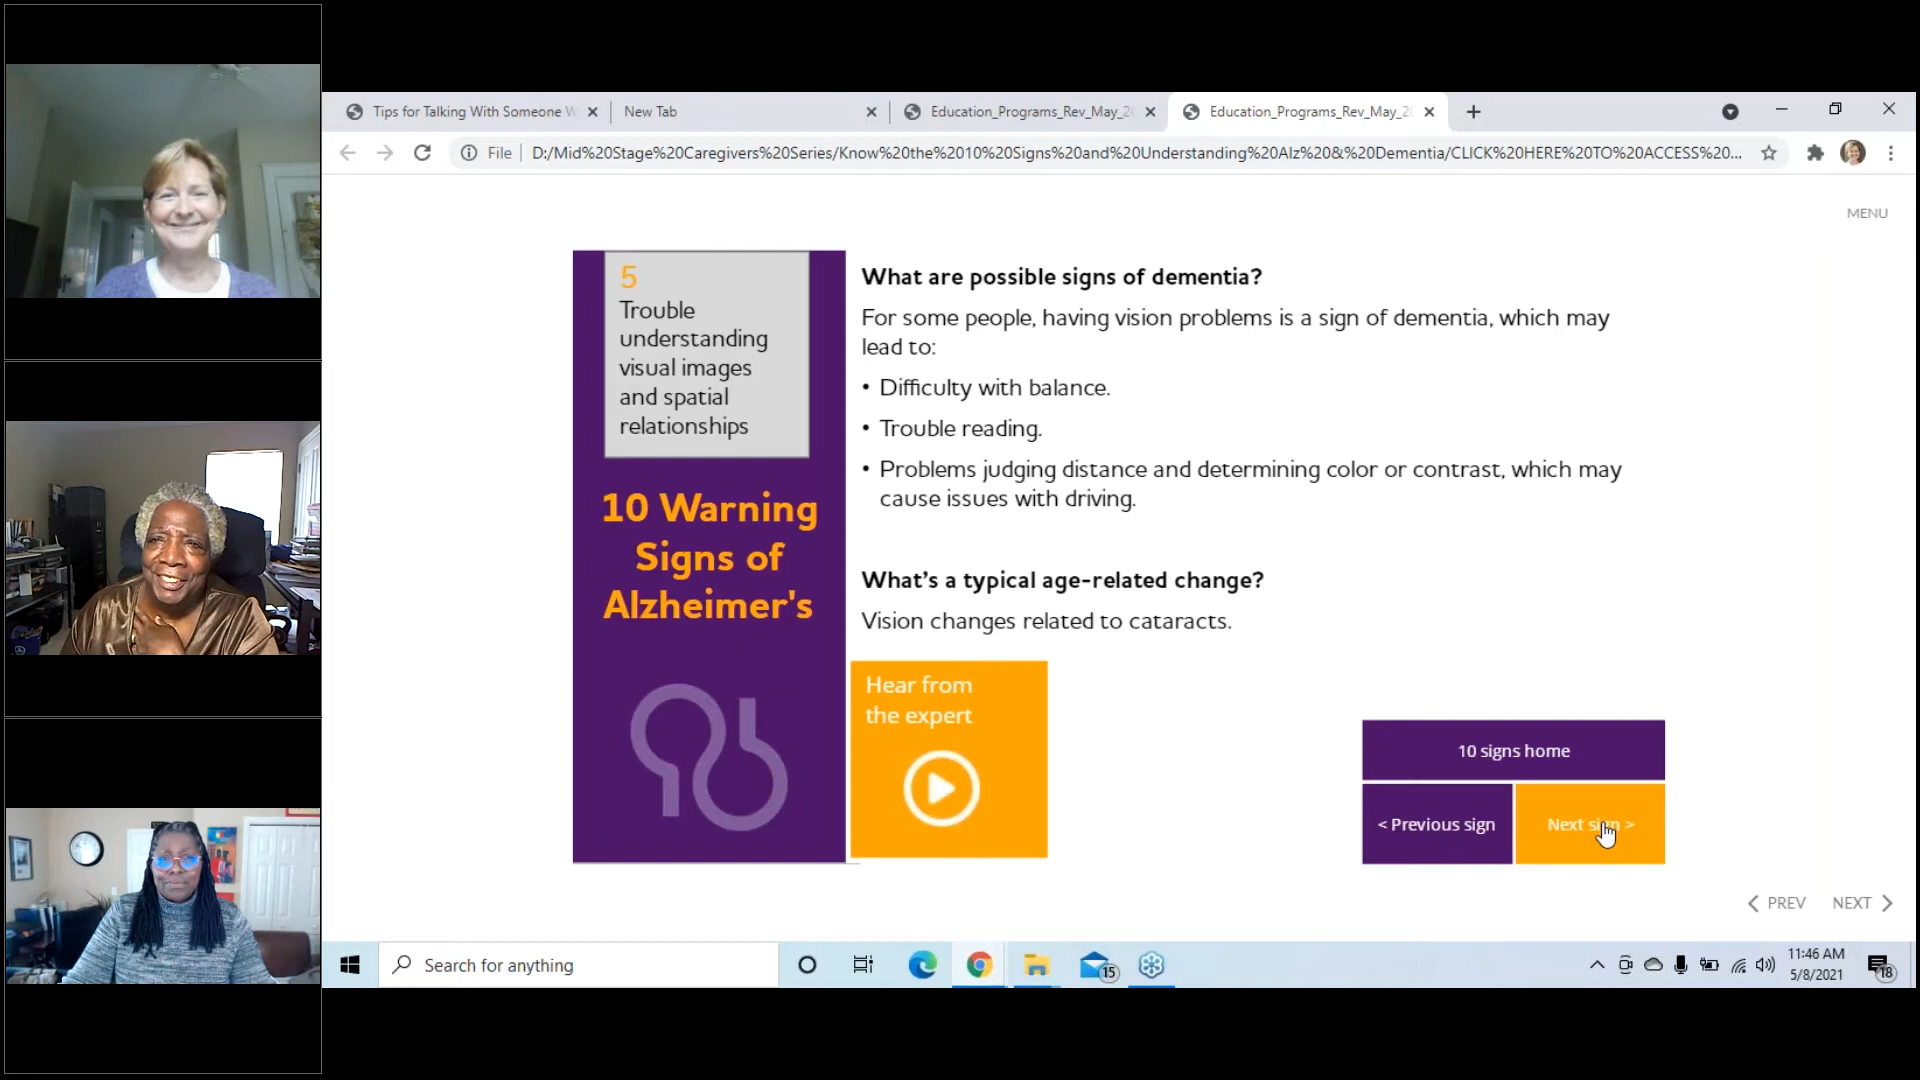 Tips for Talking With Someone W
New Tab
Education_Programs_Rev_May_2
Education_Programs_Rev_May_2
File
D:/Mid%20Stage%20Caregivers%20Series/Know%20the%2010%20Signs%20and%20Understanding%20Alz%20&%20Dementia/CLICK%20HERE%20TO%20ACCESS%20...
MENU
5
Trouble
understanding
visual images
and spatial
relationships
10 Warning
Signs of
Alzheimer's
What are possible signs of dementia?
For some people, having vision problems is a sign of dementia, which may
lead to:
• Difficulty with balance.
• Trouble reading.
• Problems judging distance and determining color or contrast, which may
cause issues with driving.
What's a typical age-related change?
Vision changes related to cataracts.
Hear from
the expert
10 signs home
< Previous sign
Next sign >
PREV
NEXT
Search for anything
15
11:46 AM
5/8/2021
18